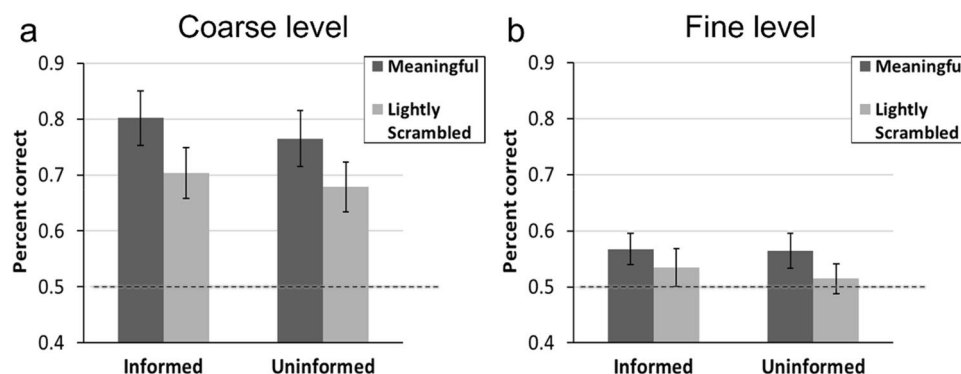 a
Coarse level
Meaningful
Lightly
Scrambled
Percent correct
0.9
0.8
0.7
0.6
0.5
0.4
Informed
Uninformed
b
Fine level
Meaningfu
Lightly
Scrambled
Percent correct
0.9
0.8
0.7
0.6
0.5
0.4
Informed
Uninformed